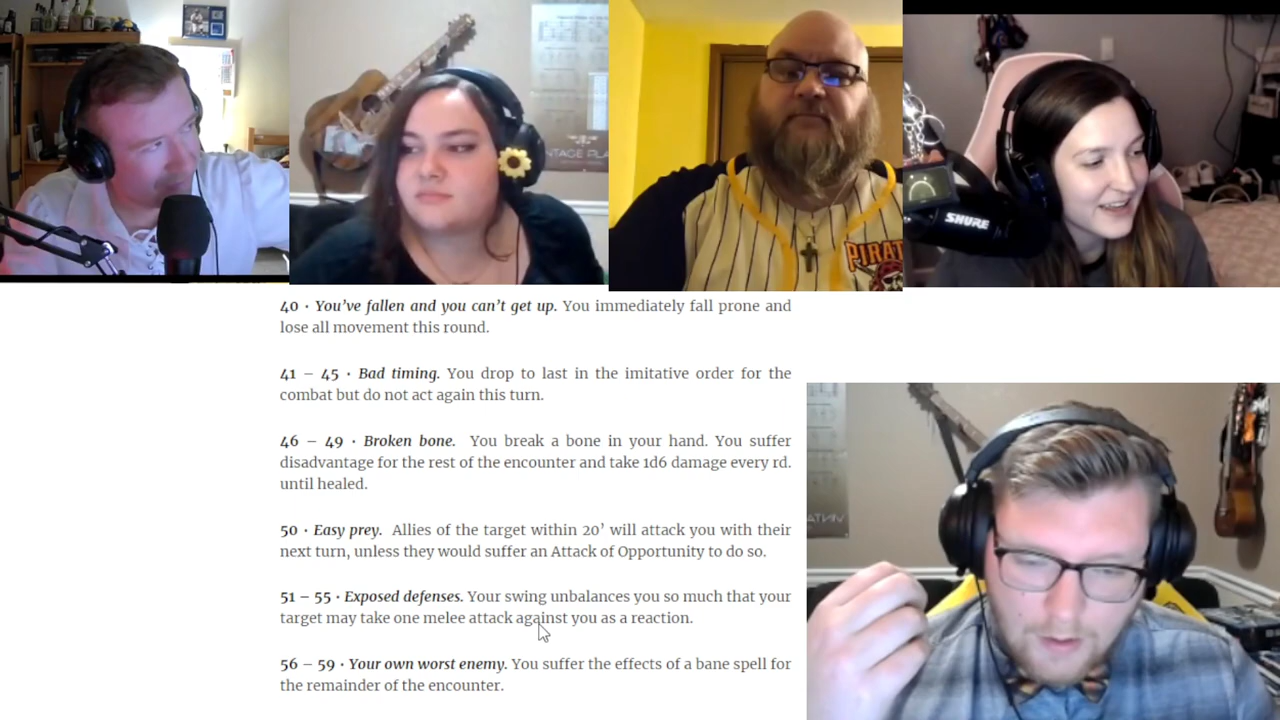 SHURE
NTAGE PLA
PIRAT
40 · You’ve fallen and you can’t get up. You immediately fall prone and
lose all movement this round.
41 – 45 · Bad timing. You drop to last in the imitative order for the
combat but do not act again this turn.
46 – 49 · Broken bone. You break a bone in your hand. You suffer
disadvantage for the rest of the encounter and take 1d6 damage every rd.
until healed.
50 · Easy prey. Allies of the target within 20’ will attack you with their
next turn, unless they would suffer an Attack of Opportunity to do so.
51 – 55 · Exposed defenses. Your swing unbalances you so much that your
target may take one melee attack against you as a reaction.
56 – 59 · Your own worst enemy. You suffer the effects of a bane spell for
the remainder of the encounter.